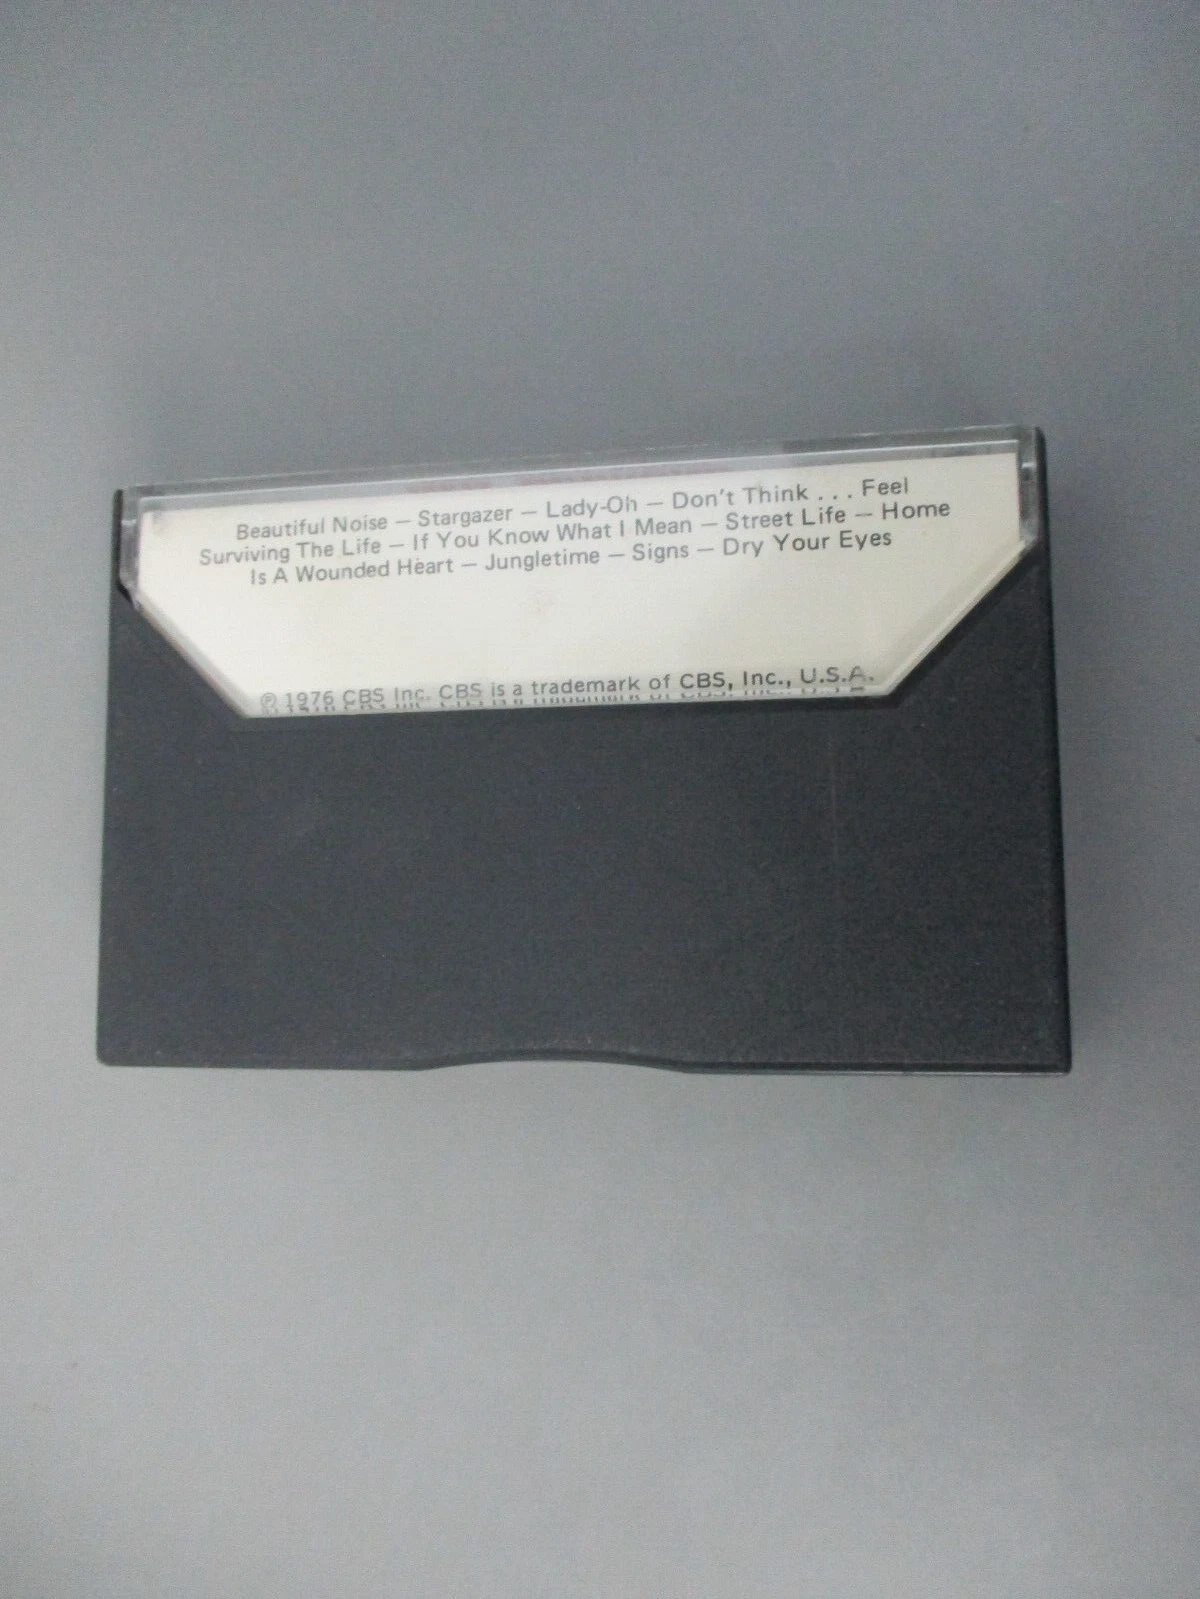 Beautiful Noise — Stargazer — Lady-Oh — Don't Think . . . Feel
Surviving The Life — If You Know What I Mean — Street Life — Home
Is A Wounded Heart — Jungletime — Signs — Dry Your Eyes
℗ 1976 CBS Inc. CBS is a trademark of CBS, Inc., U.S.A.